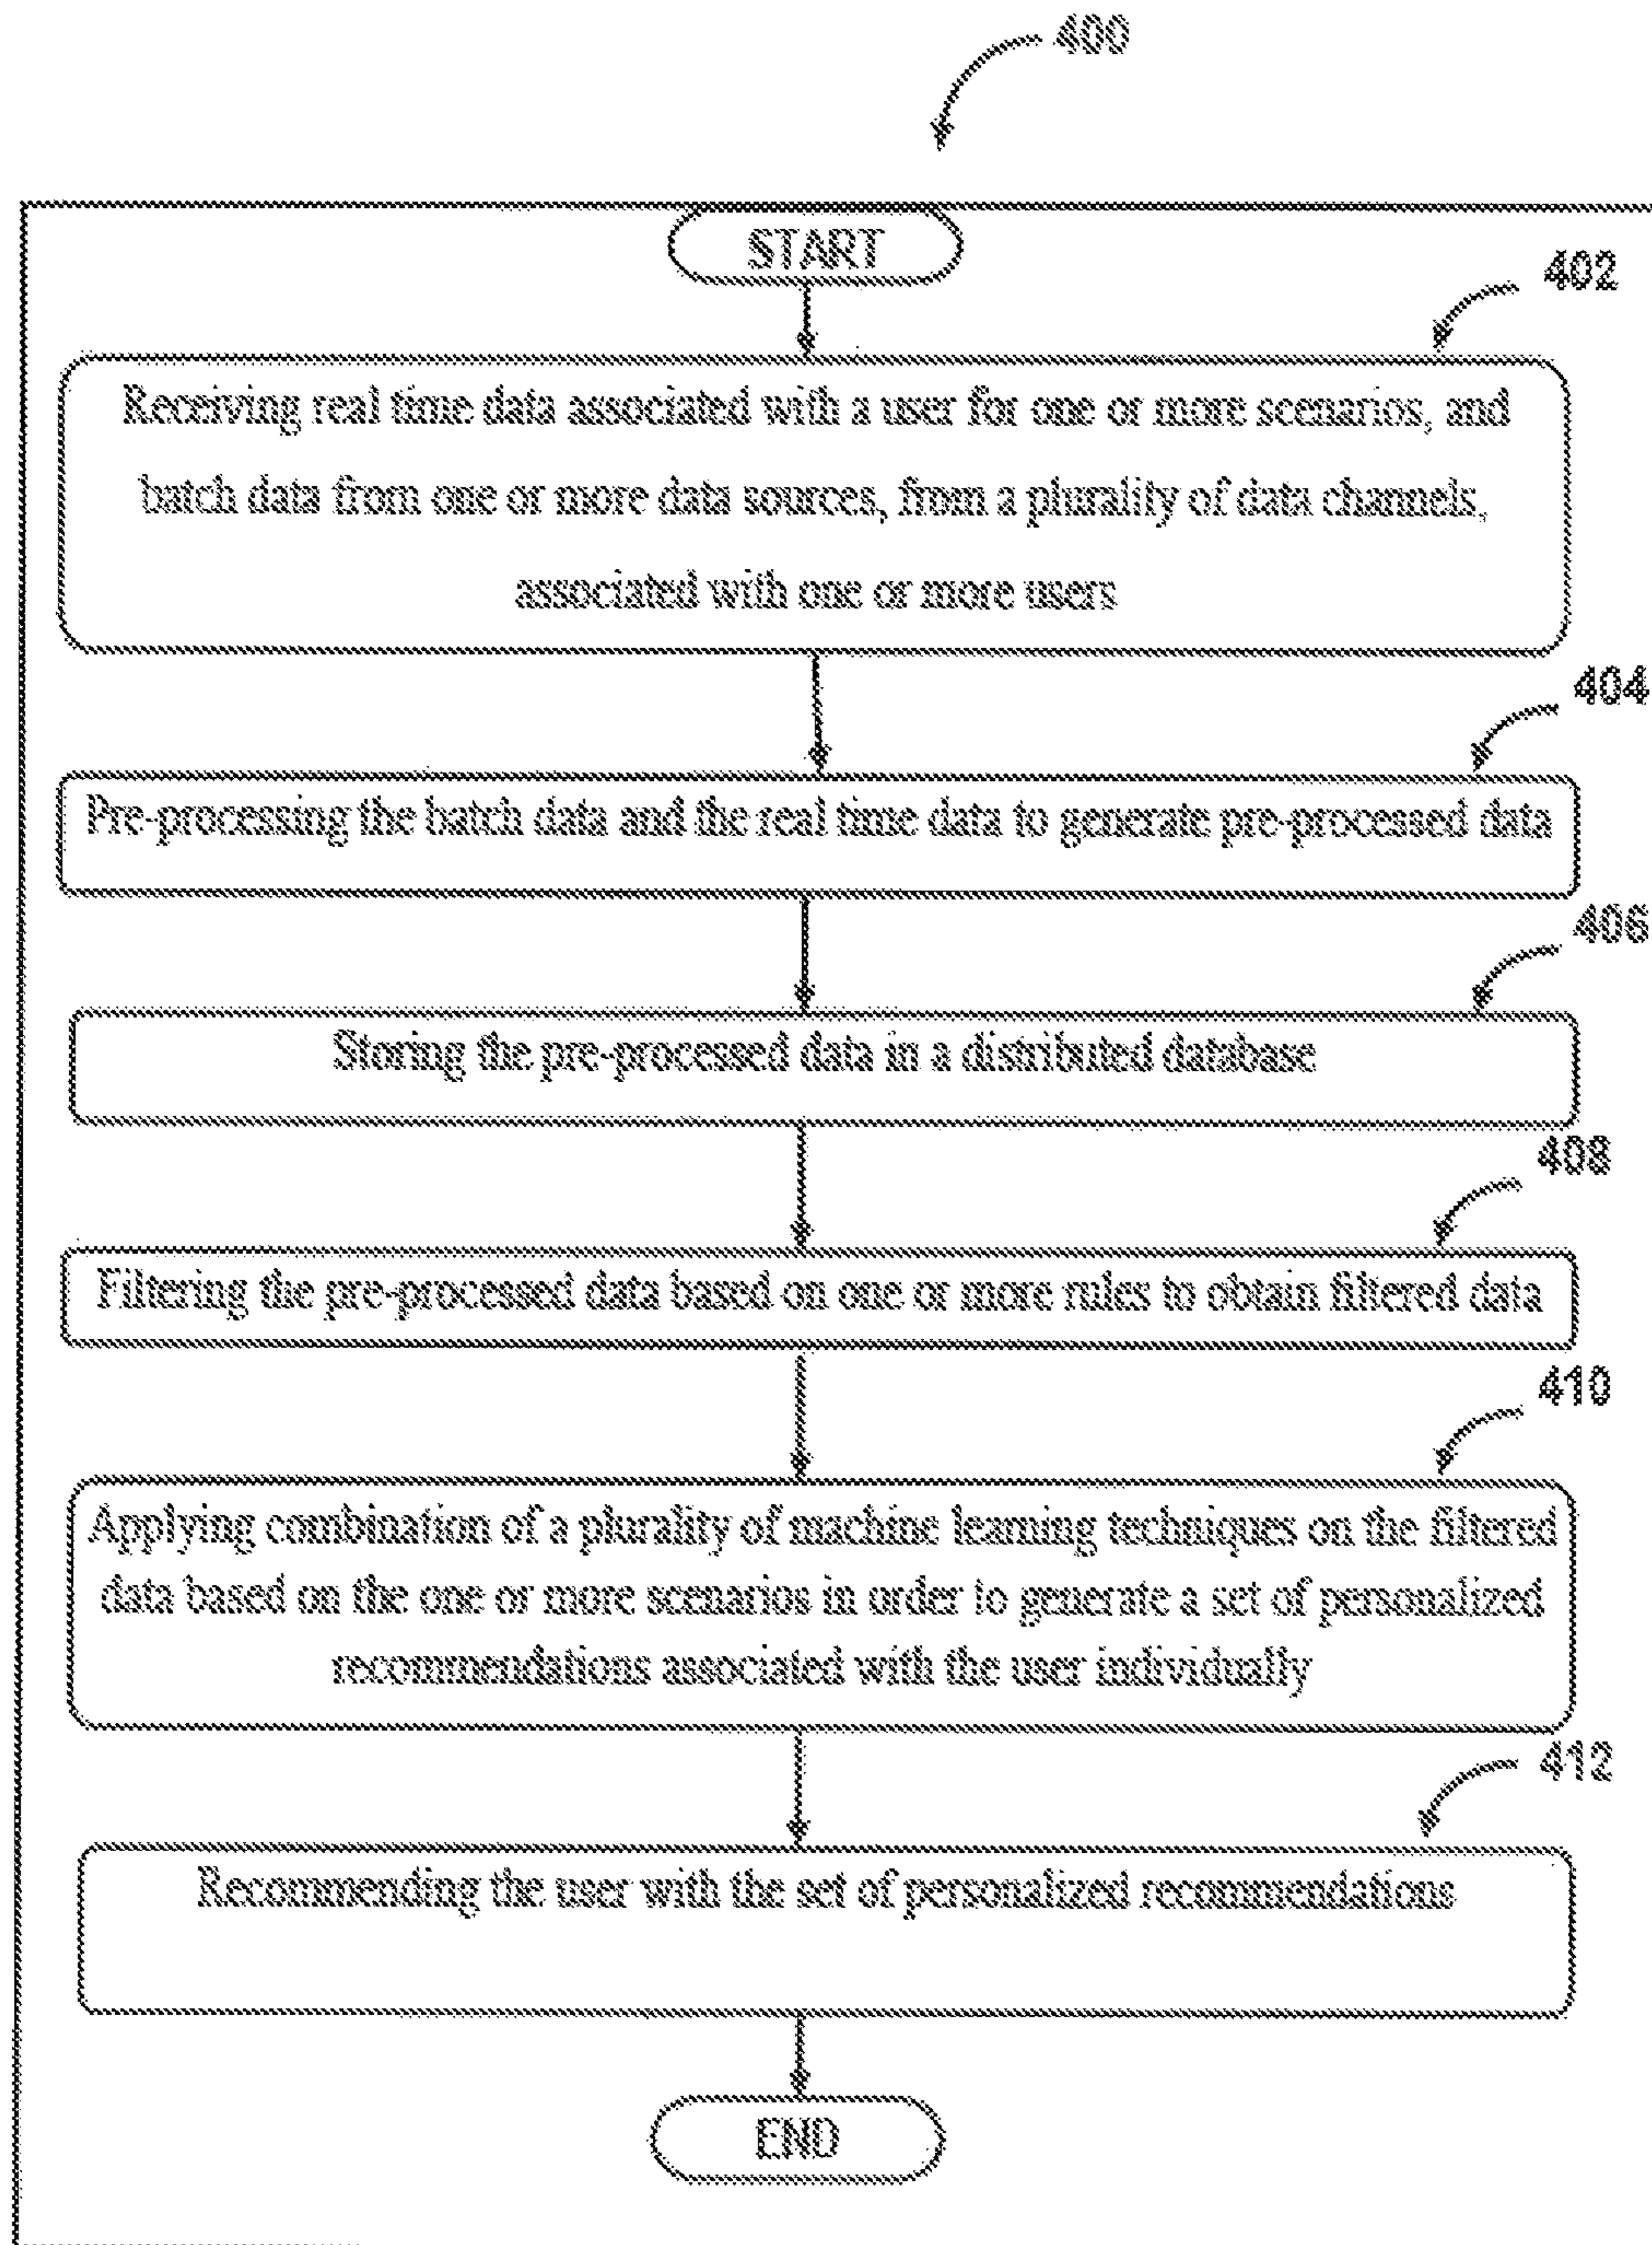 400
START
402
Receiving real time data associated with a user for one or more scenarios, and
batch data from one or more data sources, from a plurality of data channels,
associated with one or more users
404
Pre-processing the batch data and the real time data to generate pre-processed data
406
Storing the pre-processed data in a distributed database
408
Filtering the pre-processed data based on one or more rules to obtain filtered data
410
Applying combination of a plurality of machine learning techniques on the filtered
data based on the one or more scenarios in order to generate a set of personalized
recommendations associated with the user individually
412
Recommending the user with the set of personalized recommendations
END